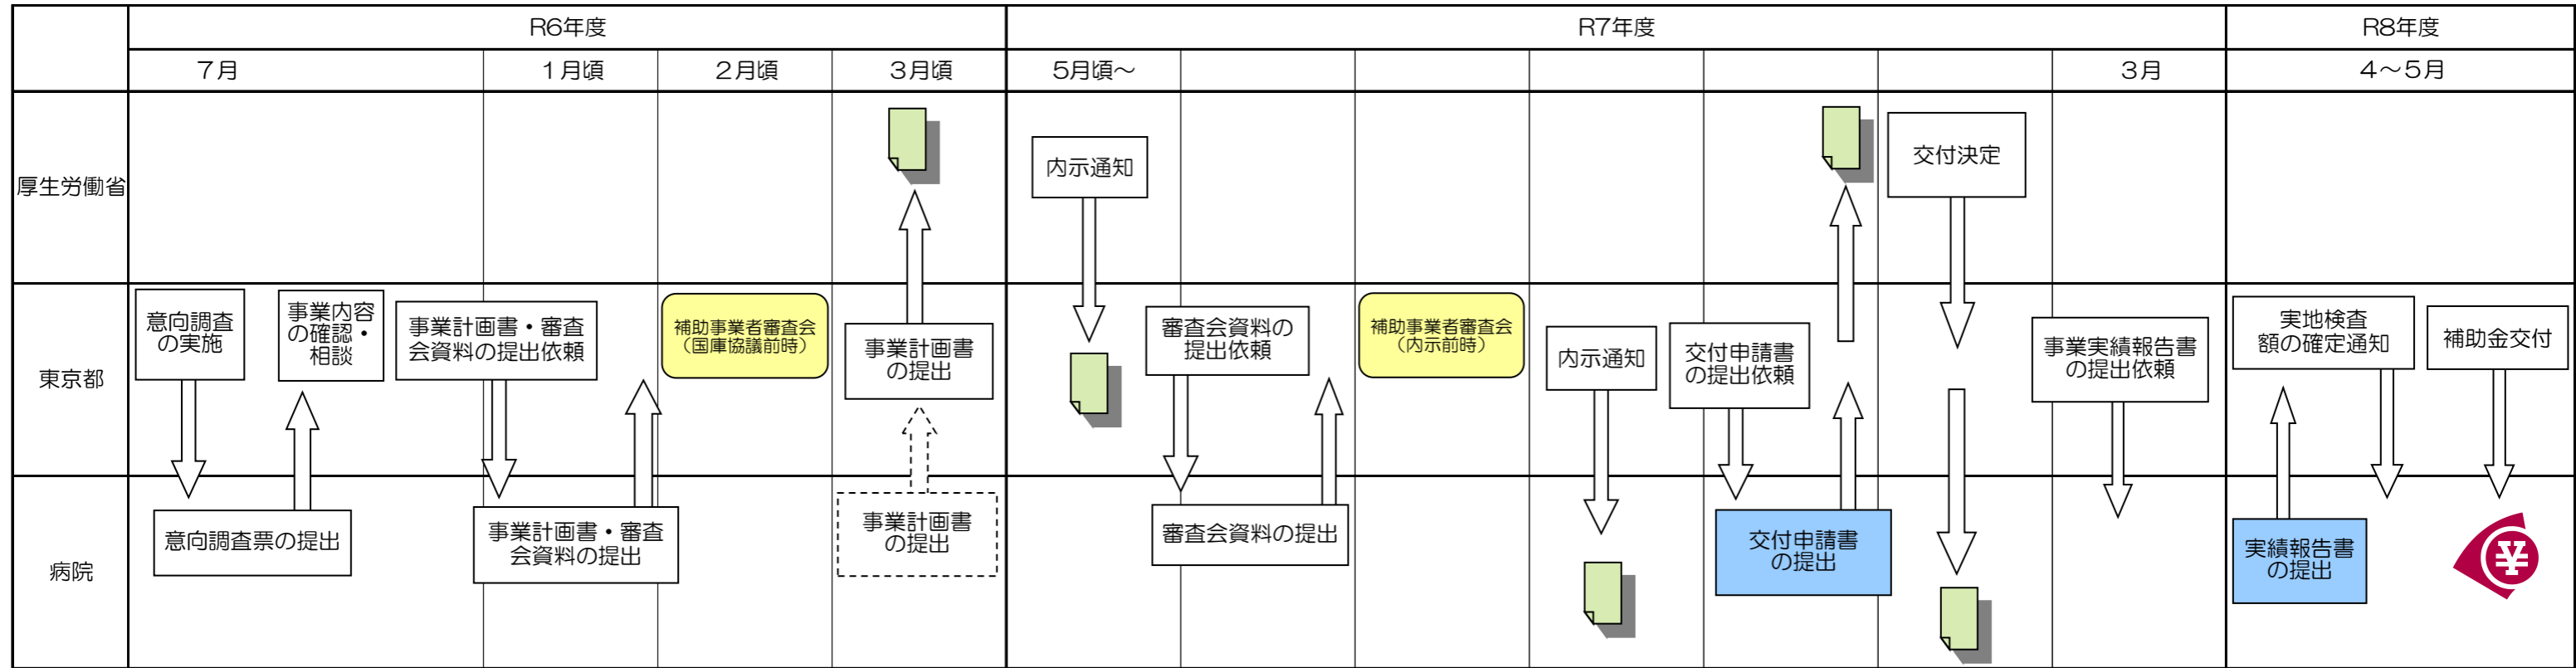 R6年度
R7年度
R8年度
７月
１月頃
２月頃
３月頃
5月頃～
３月
４～５月
厚生労働省
内示通知
交付決定
東京都
意向調査
の実施
事業内容
の確認・
相談
事業計画書・審査
会資料の提出依頼
補助事業者審査会
（国庫協議前時）
事業計画書
の提出
審査会資料の
提出依頼
補助事業者審査会
（内示前時）
内示通知
交付申請書
の提出依頼
事業実績報告書
の提出依頼
実地検査
額の確定通知
補助金交付
病院
意向調査票の提出
事業計画書・審査
会資料の提出
事業計画書
の提出
審査会資料の提出
交付申請書
の提出
実績報告書
の提出
¥